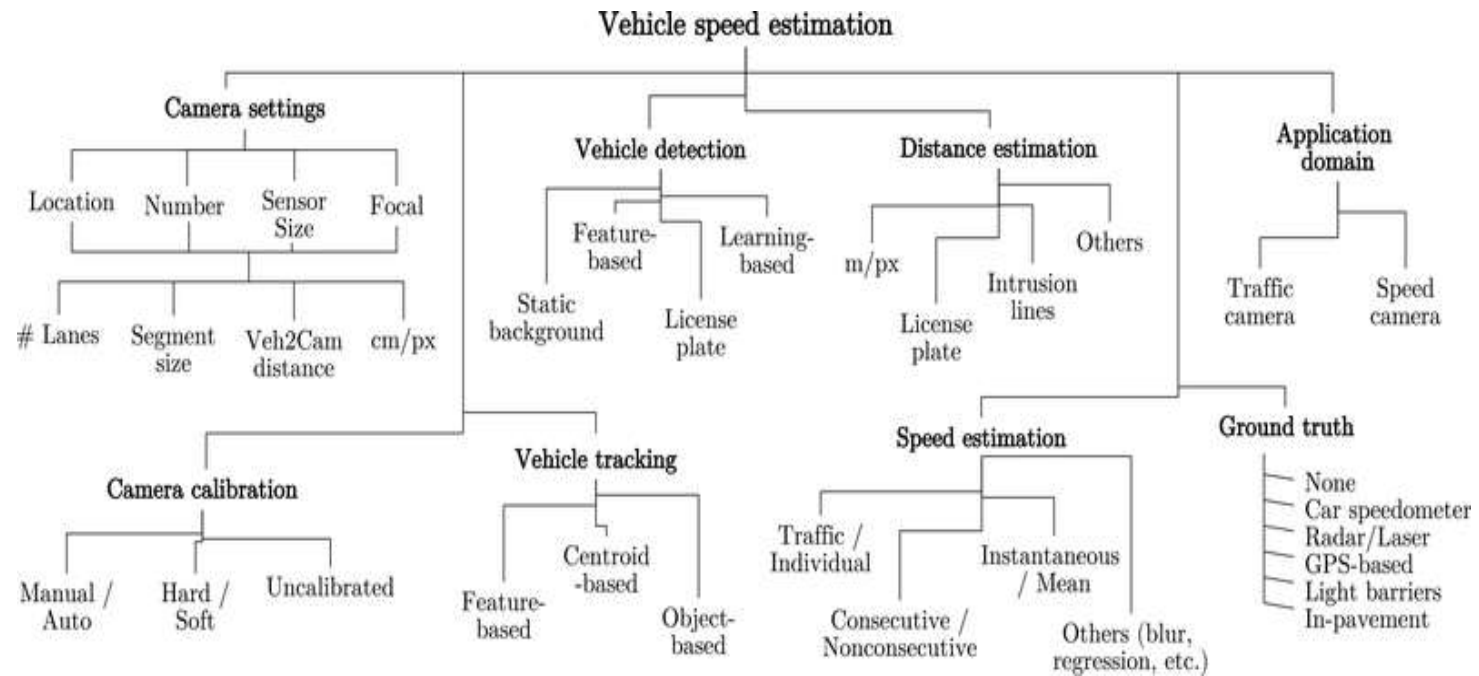 Vehicle speed estimation
Camera settings
Location
Number
Sensor
Size
Focal
# Lanes
Segment
size
Veh2Cam
distance
cm/px
Vehicle detection
Static
background
Feature-
based
License
plate
Learning-
based
Distance estimation
m/px
License
plate
Intrusion
lines
Others
Application
domain
Traffic
camera
Speed
camera
Camera calibration
Manual /
Auto
Hard /
Soft
Uncalibrated
Vehicle tracking
Feature-
based
Centroid
-based
Object-
based
Speed estimation
Traffic /
Individual
Consecutive /
Nonconsecutive
Instantaneous
/ Mean
Others (blur,
regression, etc.)
Ground truth
None
Car speedometer
Radar/Laser
GPS-based
Light barriers
In-pavement